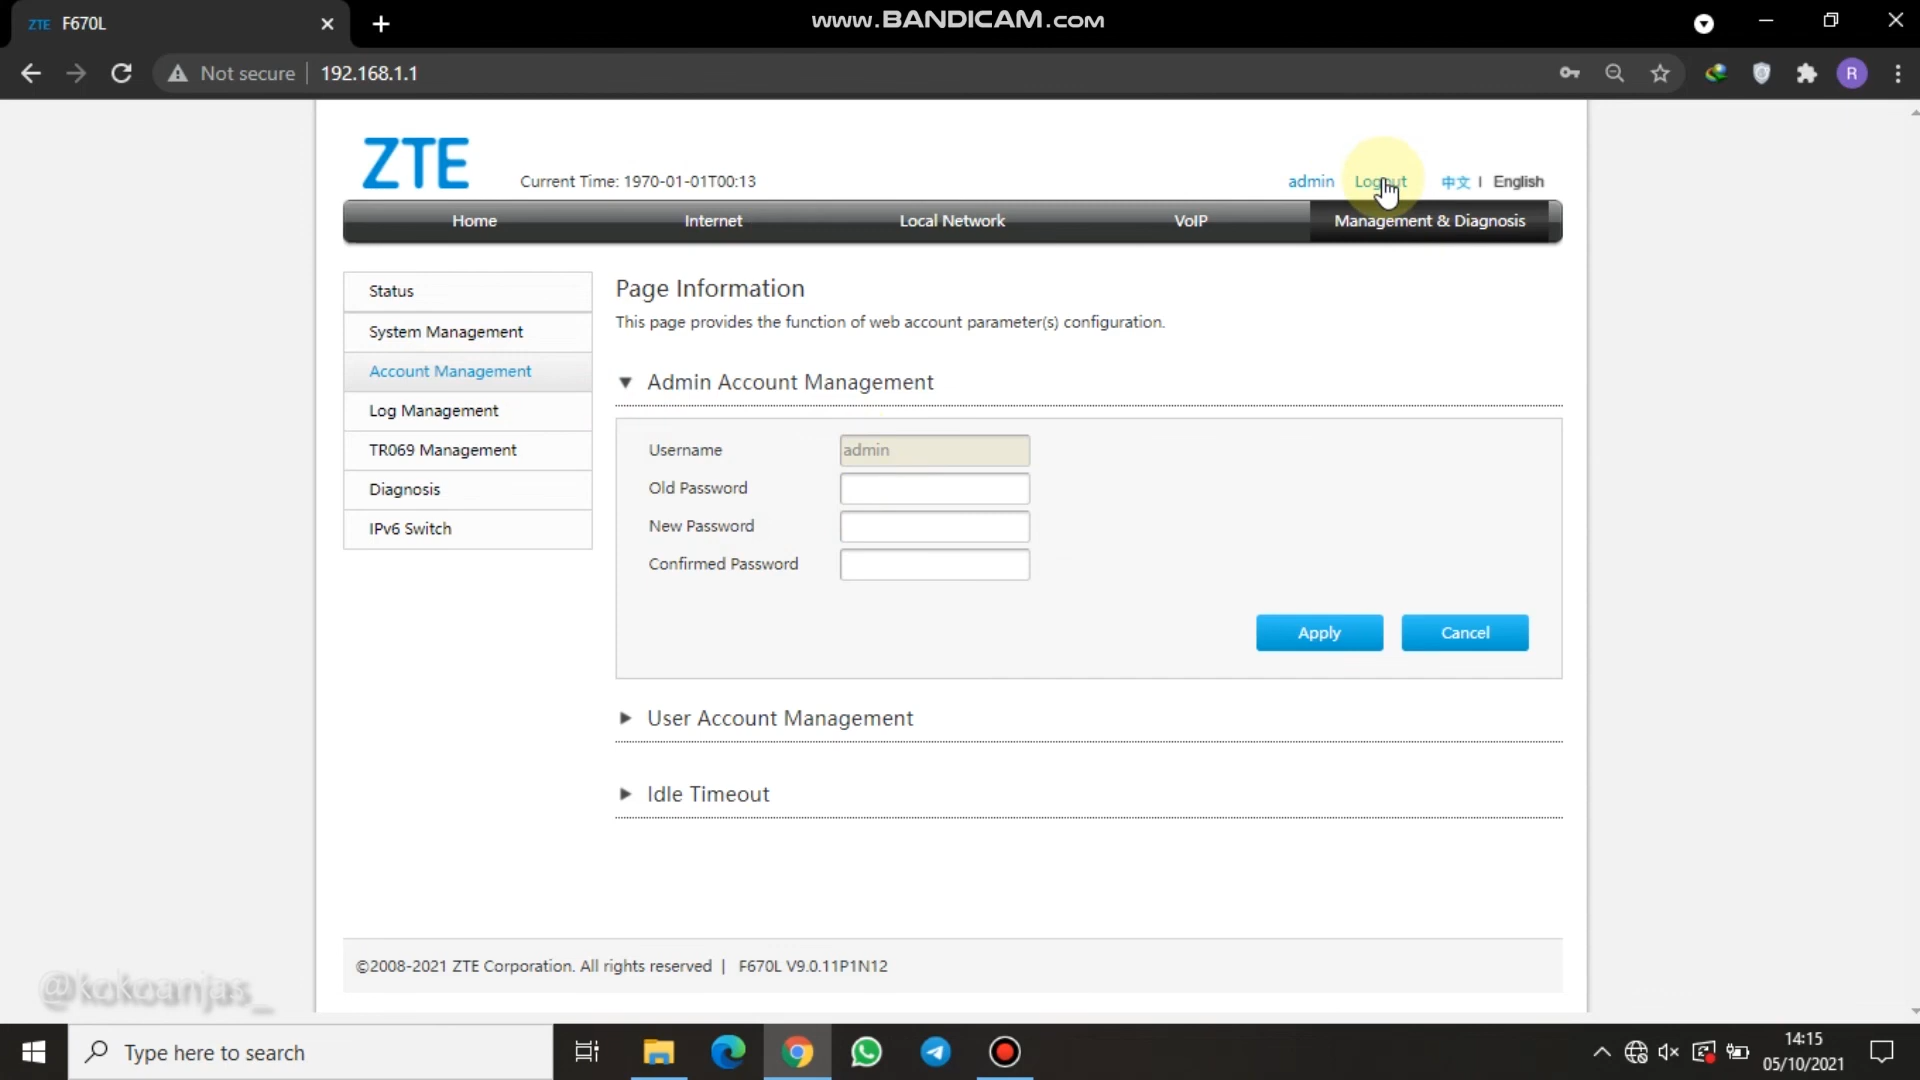 ZTE F670L
www.BANDICAM.com
Not secure 192.168.1.1
R
ZTE
Current Time: 1970-01-01T00:13
admin Logout 中文 | English
Home Internet Local Network VoIP Management & Diagnosis
Status
System Management
Account Management
Log Management
TR069 Management
Diagnosis
IPv6 Switch
Page Information
This page provides the function of web account parameter(s) configuration.
Admin Account Management
Username admin
Old Password
New Password
Confirmed Password
Apply Cancel
User Account Management
Idle Timeout
©2008-2021 ZTE Corporation. All rights reserved | F670L V9.0.11P1N12
@kokoanjas_
Type here to search
14:15
05/10/2021